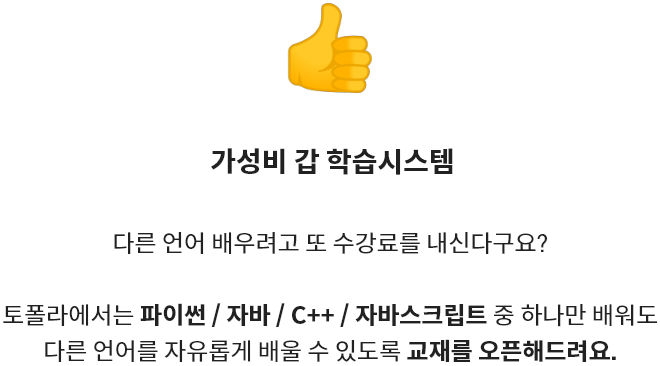 가성비 갑 학습시스템
다른 언어 배우려고 또 수강료를 내신다구요?
토폴라에서는 파이썬 / 자바 / C++ / 자바스크립트 중 하나만 배워도
다른 언어를 자유롭게 배울 수 있도록 교재를 오픈해드려요.